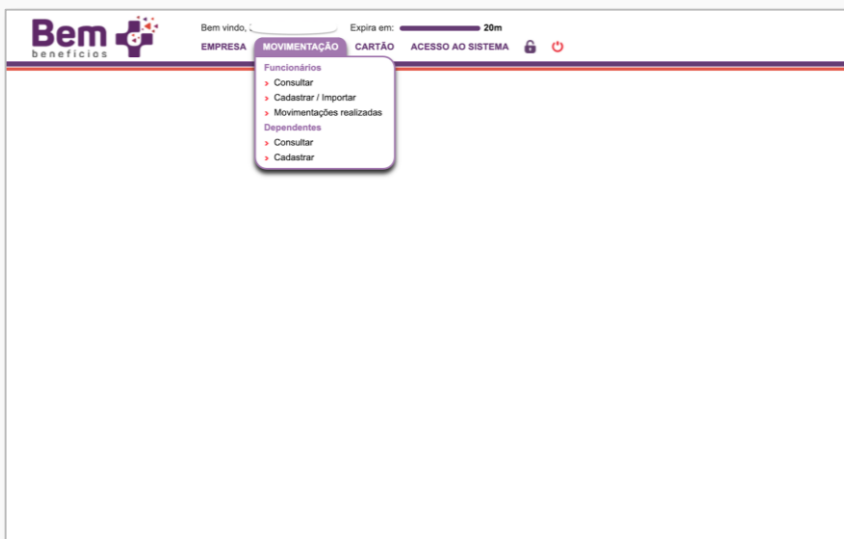 Bem
benefícios
Bem vindo, Expira em: 20m
EMPRESA MOVIMENTAÇÃO CARTÃO ACESSO AO SISTEMA
Funcionários
Consultar
Cadastrar / Importar
Movimentações realizadas
Dependentes
Consultar
Cadastrar